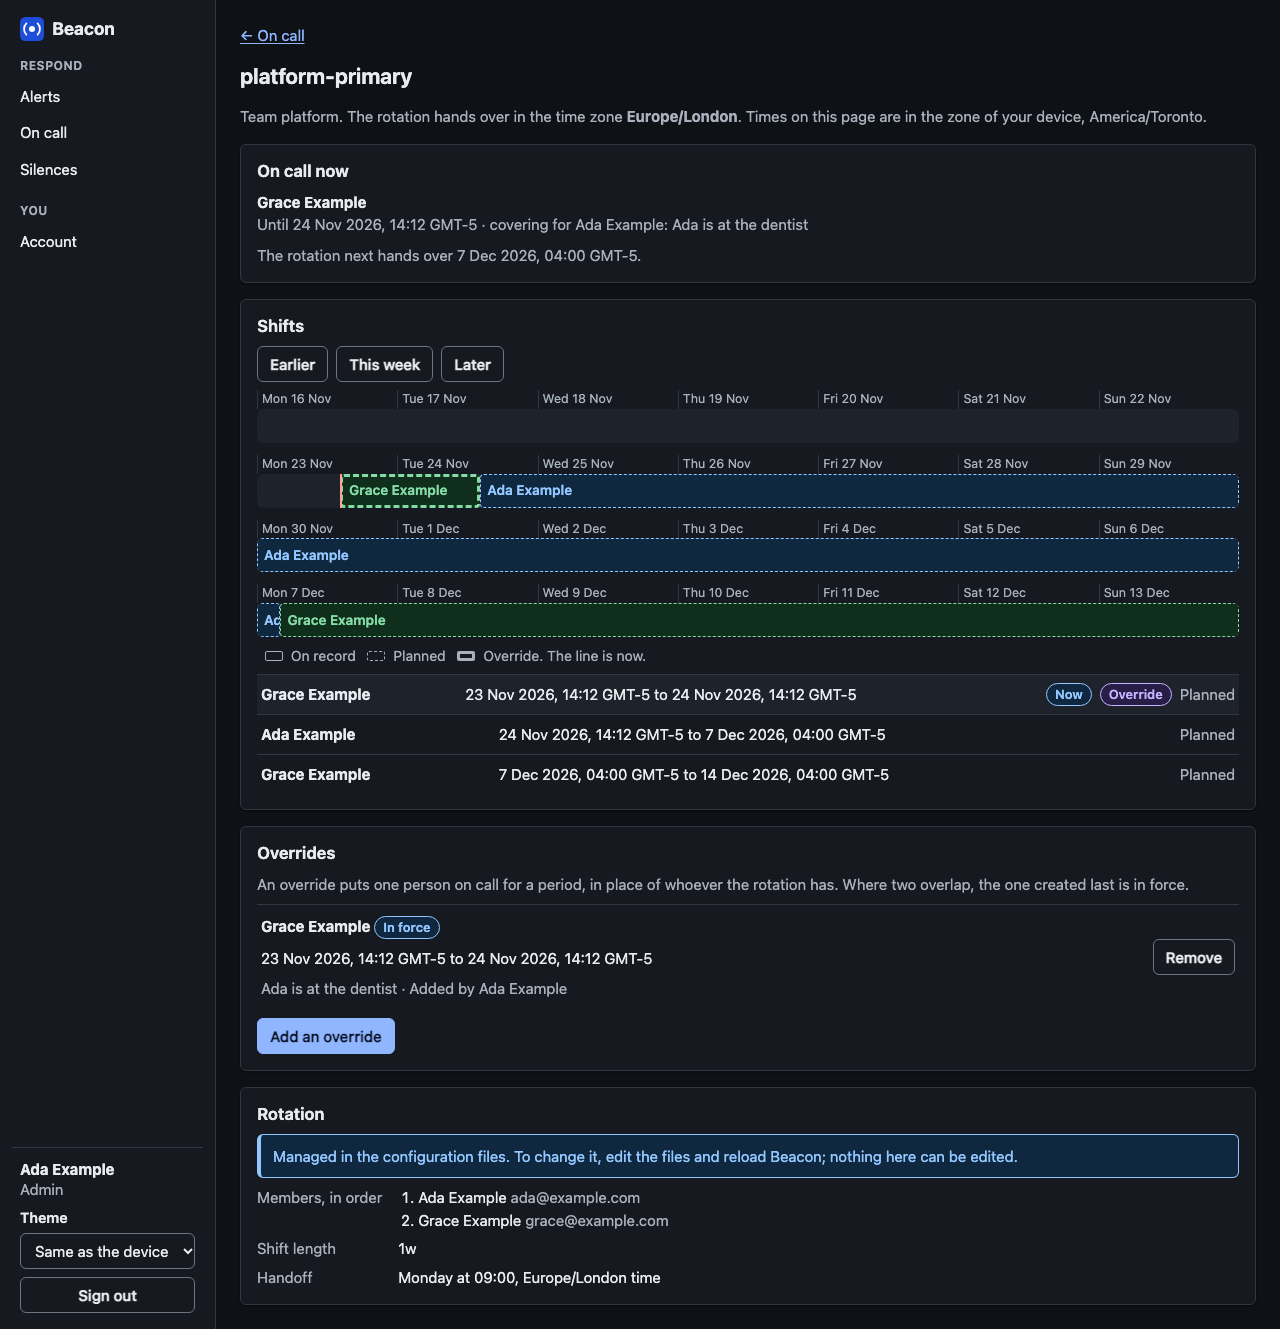 Beacon
RESPOND
Alerts
On call
Silences
YOU
Account
Ada Example
Admin
Theme
Same as the device
Sign out
← On call
platform-primary
Team platform. The rotation hands over in the time zone Europe/London. Times on this page are in the zone of your device, America/Toronto.
On call now
Grace Example
Until 24 Nov 2026, 14:12 GMT-5 · covering for Ada Example: Ada is at the dentist
The rotation next hands over 7 Dec 2026, 04:00 GMT-5.
Shifts
Earlier This week Later
Mon 16 Nov Tue 17 Nov Wed 18 Nov Thu 19 Nov Fri 20 Nov Sat 21 Nov Sun 22 Nov
Mon 23 Nov Tue 24 Nov Wed 25 Nov Thu 26 Nov Fri 27 Nov Sat 28 Nov Sun 29 Nov
Grace Example Ada Example
Mon 30 Nov Tue 1 Dec Wed 2 Dec Thu 3 Dec Fri 4 Dec Sat 5 Dec Sun 6 Dec
Ada Example
Mon 7 Dec Tue 8 Dec Wed 9 Dec Thu 10 Dec Fri 11 Dec Sat 12 Dec Sun 13 Dec
Ad Grace Example
On record Planned Override. The line is now.
Grace Example 23 Nov 2026, 14:12 GMT-5 to 24 Nov 2026, 14:12 GMT-5 Now Override Planned
Ada Example 24 Nov 2026, 14:12 GMT-5 to 7 Dec 2026, 04:00 GMT-5 Planned
Grace Example 7 Dec 2026, 04:00 GMT-5 to 14 Dec 2026, 04:00 GMT-5 Planned
Overrides
An override puts one person on call for a period, in place of whoever the rotation has. Where two overlap, the one created last is in force.
Grace Example In force
23 Nov 2026, 14:12 GMT-5 to 24 Nov 2026, 14:12 GMT-5
Remove
Ada is at the dentist · Added by Ada Example
Add an override
Rotation
Managed in the configuration files. To change it, edit the files and reload Beacon; nothing here can be edited.
Members, in order 1. Ada Example ada@example.com
2. Grace Example grace@example.com
Shift length 1w
Handoff Monday at 09:00, Europe/London time